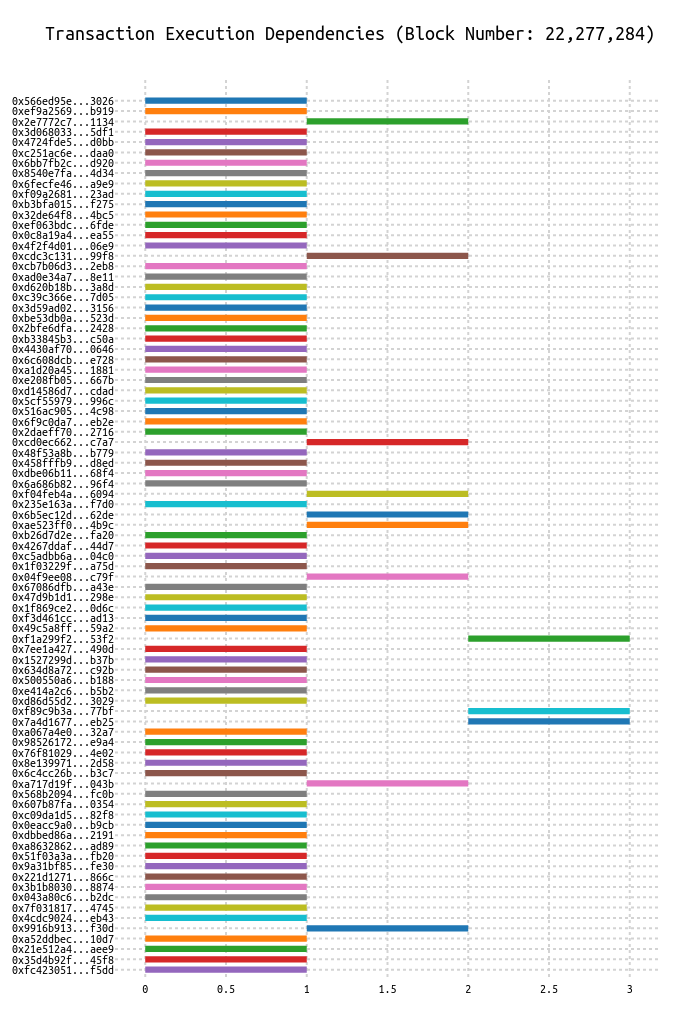 Transaction Execution Dependencies (Block Number: 22,277,284)
0x566ed95e...3026
0xef9a2569...b919
0x2e7772c7...1134
0x3d068033...5df1
0x4724fde5...d0bb
0xc251ac6e...daa0
0x6bb7fb2c...d920
0x8540e7fa...4d34
0x6fecfe46...a9e9
0xf09a2681...23ad
0xb3bfa015...f275
0x32de64f8...4bc5
0xef063bdc...6fde
0x0c8a19a4...ea55
0x4f2f4d01...06e9
0xcdc3c131...99f8
0xcb7b06d3...2eb8
0xad0e34a7...8e11
0xd620b18b...3a8d
0xc39c366e...7d05
0x3d59ad02...3156
0xbe53db0a...523d
0x2bfe6dfa...2428
0xb33845b3...c50a
0x4430af70...0646
0x6c608dcb...e728
0xa1d20a45...1881
0xe208fb05...667b
0xd14586d7...cdad
0x5cf55979...996c
0x516ac905...4c98
0x6f9c0da7...eb2e
0x2daeff70...2716
0xcd0ec662...c7a7
0x48f53a8b...b779
0x458fffb9...d8ed
0xdbe06b11...68f4
0x6a686b82...96f4
0xf04feb4a...6094
0x235e163a...f7d0
0x6b5ec12d...62de
0xae523ff0...4b9c
0xb26d7d2e...fa20
0x4267ddaf...44d7
0xc5adbb6a...04c0
0x1f03229f...a75d
0x04f9ee08...c79f
0x67086dfb...a43e
0x47d9b1d1...298e
0x1f869ce2...0d6c
0xf3d461cc...ad13
0x49c5a8ff...59a2
0xf1a299f2...53f2
0x7ee1a427...490d
0x1527299d...b37b
0x634d8a72...c92b
0x500550a6...b188
0xe414a2c6...b5b2
0xd86d55d2...3029
0xf89c9b3a...77bf
0x7a4d1677...eb25
0xa067a4e0...32a7
0x98526172...e9a4
0x76f81029...4e02
0x8e139971...2d58
0x6c4cc26b...b3c7
0xa717d19f...043b
0x568b2094...fc0b
0x607b87fa...0354
0xc09da1d5...82f8
0x0eacc9a0...b9cb
0xdbbed86a...2191
0xa8632862...ad89
0x51f03a3a...fb20
0x9a31bf85...fe30
0x221d1271...866c
0x3b1b8030...8874
0x043a80c6...b2dc
0x7f031817...4745
0x4cdc9024...eb43
0x9916b913...f30d
0xa52ddbec...10d7
0x21e512a4...aee9
0x35d4b92f...45f8
0xfc423051...f5dd
0 0.5 1 1.5 2 2.5 3